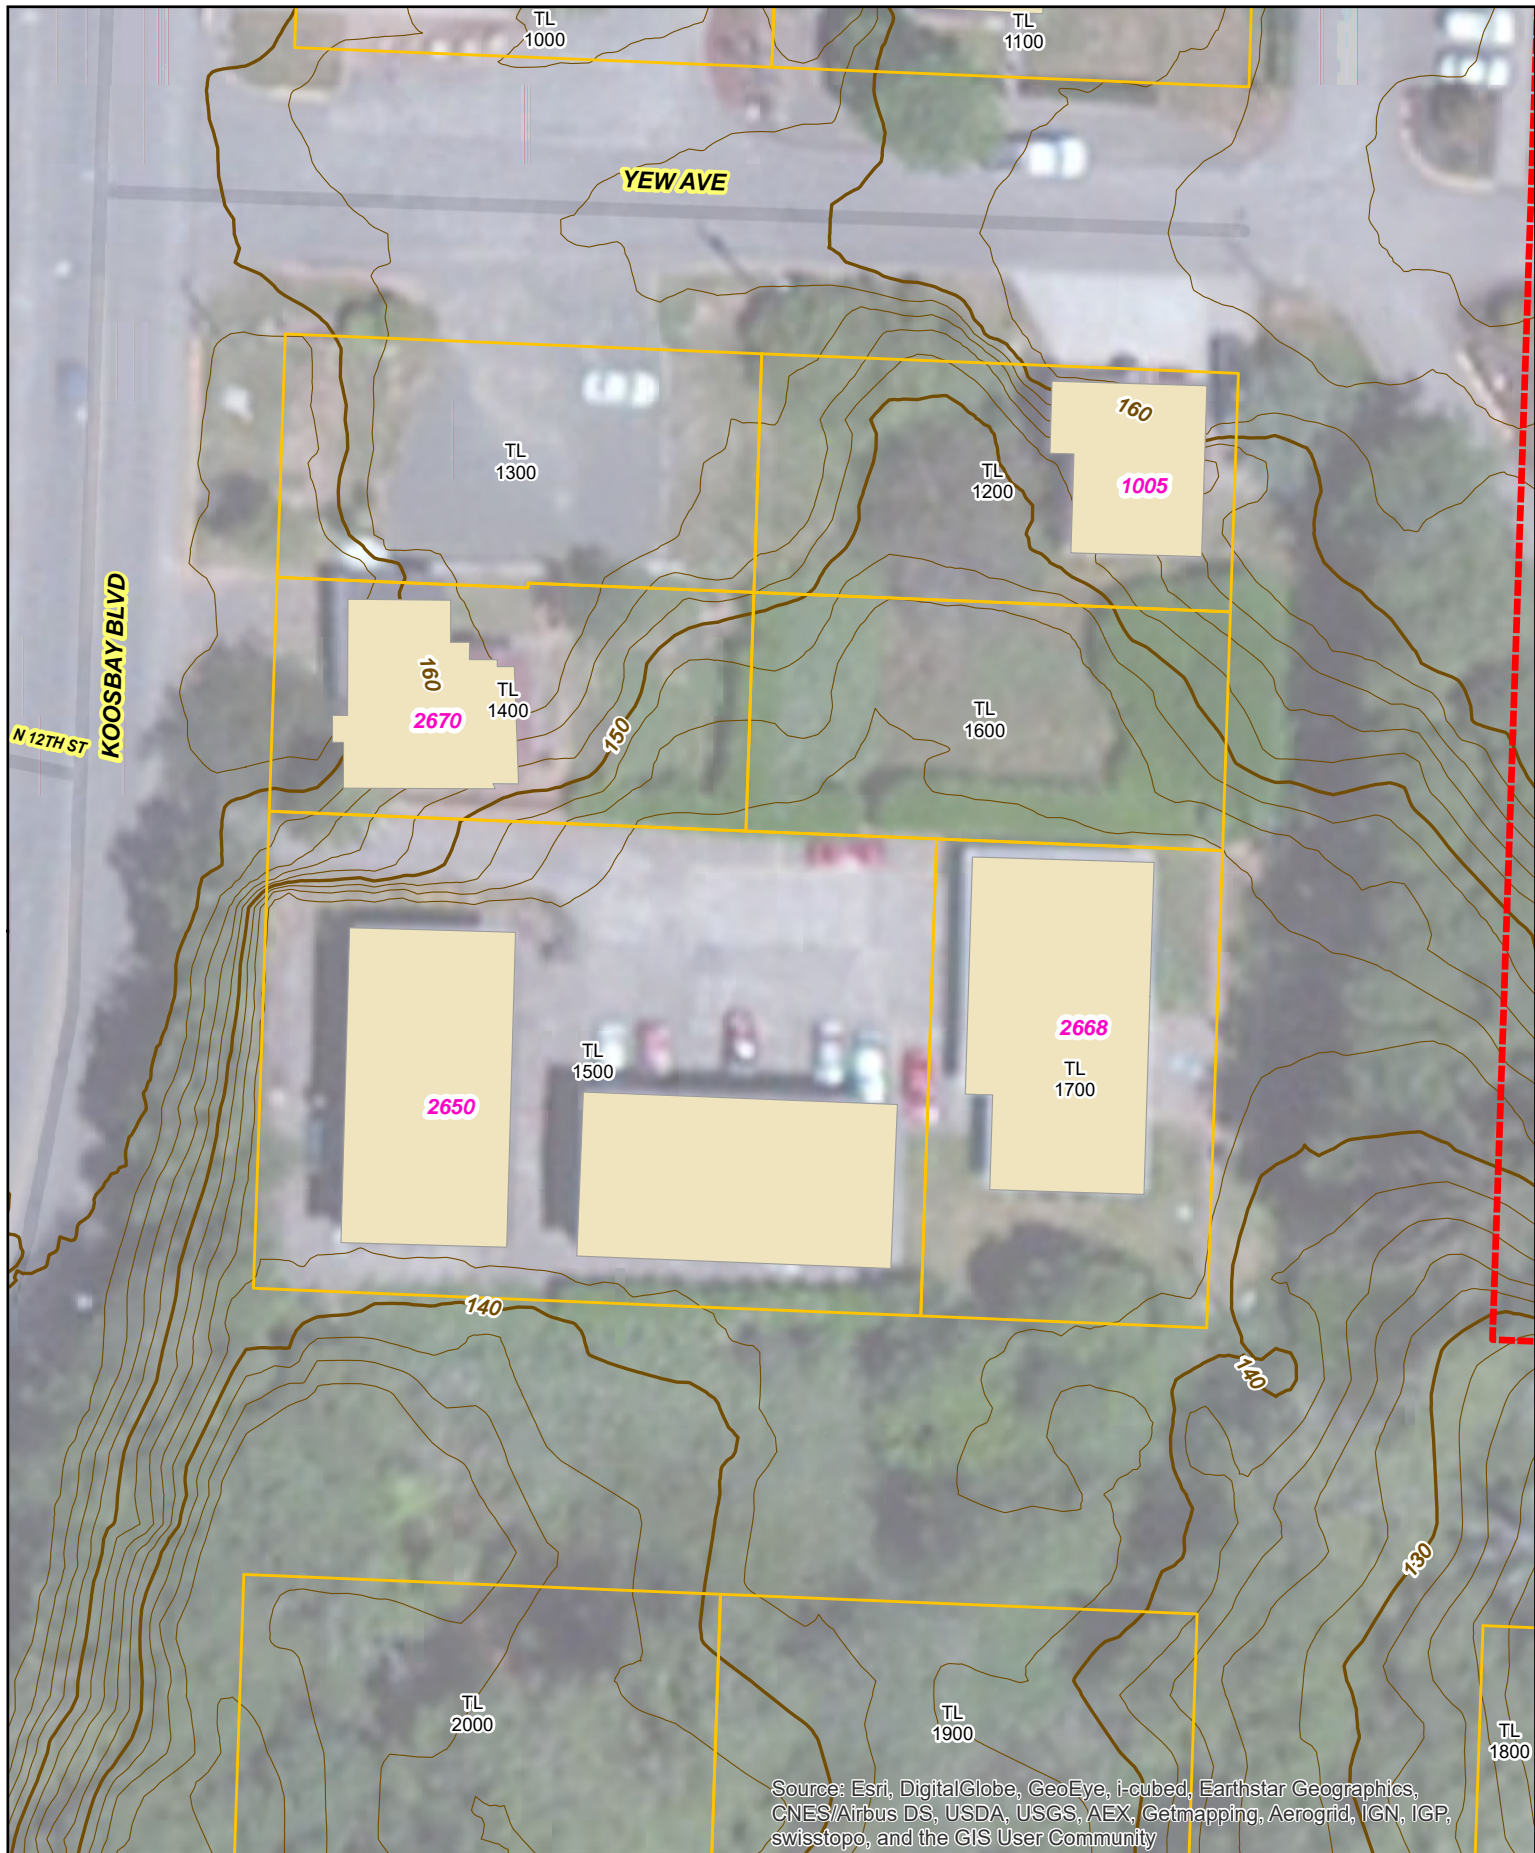 TL
1000
TL
1100
YEW AVE
160
TL
1300
TL
1200
1005
KOOSBAY BLVD
160
TL
1400
2670
150
TL
1600
N 12TH ST
2668
TL
1500
TL
1700
2650
140
140
130
TL
2000
TL
1900
TL
1800
Source: Esri, DigitalGlobe, GeoEye, i-cubed, Earthstar Geographics,
CNES/Airbus DS, USDA, USGS, AEX, Getmapping, Aerogrid, IGN, IGP,
swisstopo, and the GIS User Community